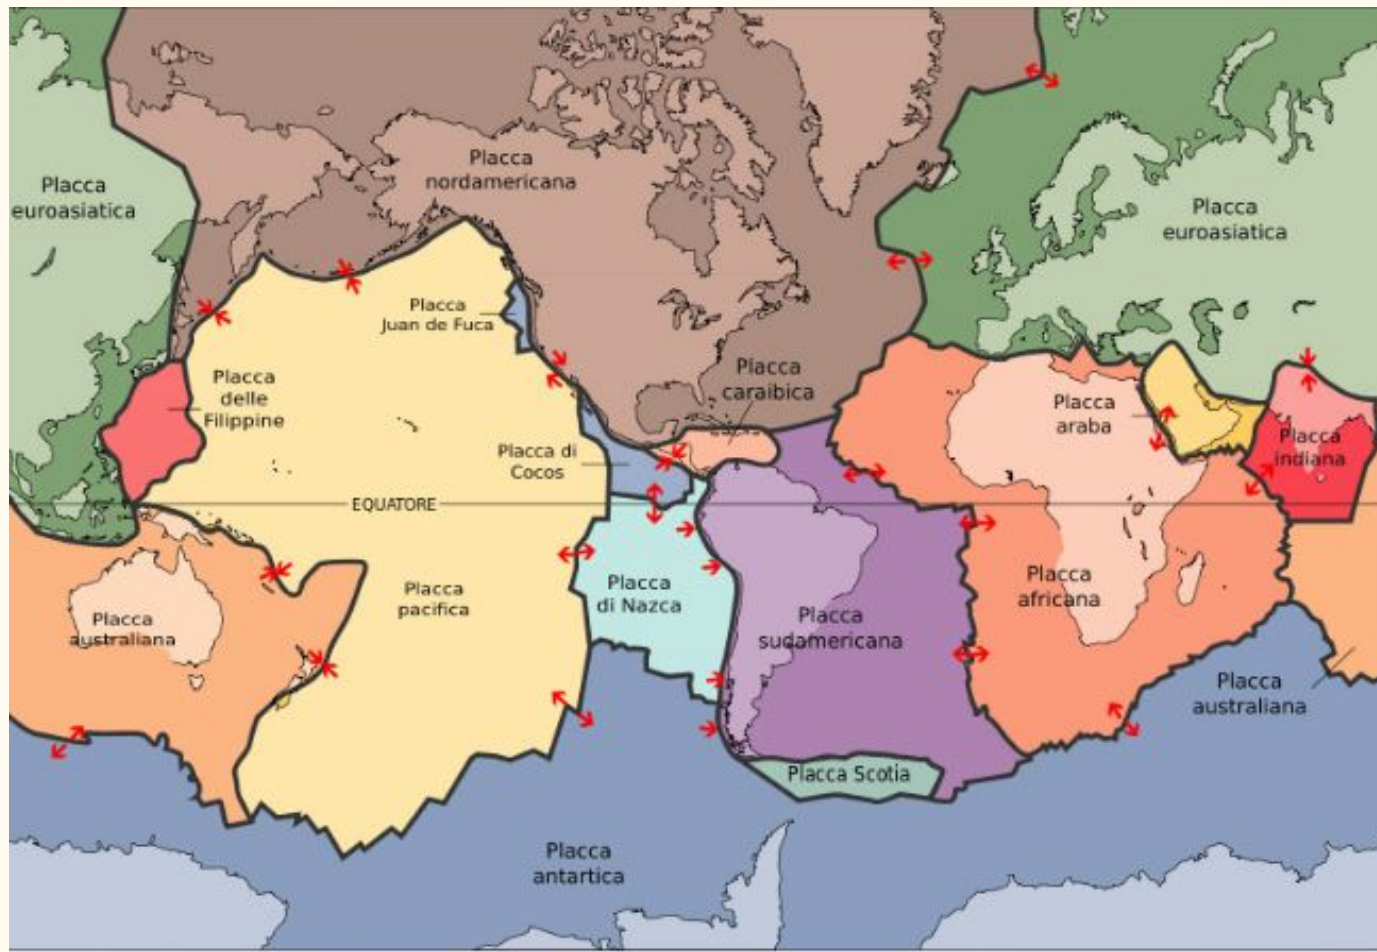 Placca
nordamericana
Placca
euroasiatica
Placca
euroasiatica
Placca
Juan de Fuca
Placca
caraibica
Placca
delle
Filippine
Placca
araba
Placca
indiana
Placca di
Cocos
EQUATORE
Placca
australiana
Placca
pacifica
Placca
di Nazca
Placca
sudamericana
Placca
africana
Placca
australiana
Placca Scotia
Placca
antartica